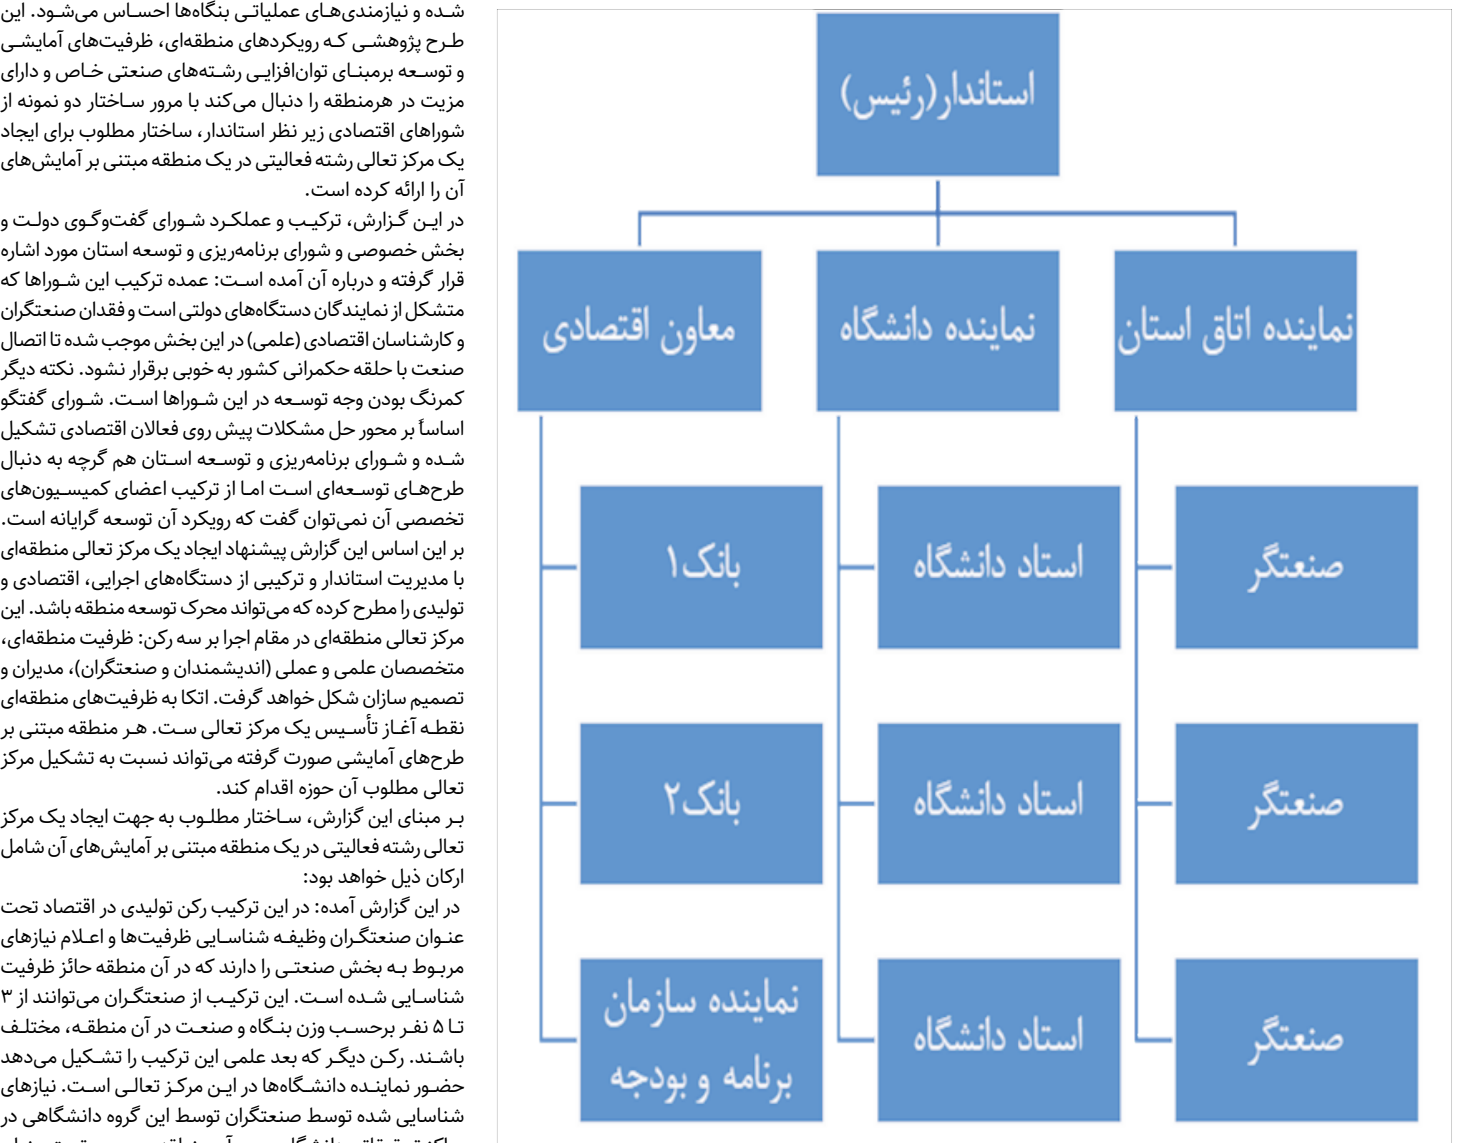 استاندار(رئیس)
نماینده اتاق استان
نماینده دانشگاه
معاون اقتصادی
صنعتگر
استاد دانشگاه
بانک۱
صنعتگر
استاد دانشگاه
بانک۲
صنعتگر
استاد دانشگاه
نماینده سازمان
برنامه و بودجه
شده و نیازمندی‌های عملیاتی بنگاه‌ها احساس می‌شود. این
طرح پژوهشی که رویکردهای منطقه‌ای، ظرفیت‌های آمایشی
و توسعه برمبنای توان‌افزایی رشته‌های صنعتی خاص و دارای
مزیت در هرمنطقه را دنبال می‌کند با مرور ساختار دو نمونه از
شوراهای اقتصادی زیر نظر استاندار، ساختار مطلوب برای ایجاد
یک مرکز تعالی رشته فعالیتی در یک منطقه مبتنی بر آمایش‌های
آن را ارائه کرده است.
در این گزارش، ترکیب و عملکرد شورای گفت‌وگوی دولت و
بخش خصوصی و شورای برنامه‌ریزی و توسعه استان مورد اشاره
قرار گرفته و درباره آن آمده است: عمده ترکیب این شوراها که
متشکل از نمایندگان دستگاه‌های دولتی است و فقدان صنعتگران
و کارشناسان اقتصادی (علمی) در این بخش موجب شده تا اتصال
صنعت با حلقه حکمرانی کشور به خوبی برقرار نشود. نکته دیگر
کمرنگ بودن وجه توسعه در این شوراها است. شورای گفتگو
اساساً بر محور حل مشکلات پیش روی فعالان اقتصادی تشکیل
شده و شورای برنامه‌ریزی و توسعه استان هم گرچه به دنبال
طرح‌های توسعه‌ای است اما از ترکیب اعضای کمیسیون‌های
تخصصی آن نمی‌توان گفت که رویکرد آن توسعه گرایانه است.
بر این اساس این گزارش پیشنهاد ایجاد یک مرکز تعالی منطقه‌ای
با مدیریت استاندار و ترکیبی از دستگاه‌های اجرایی، اقتصادی و
تولیدی را مطرح کرده که می‌تواند محرک توسعه منطقه باشد. این
مرکز تعالی منطقه‌ای در مقام اجرا بر سه رکن: ظرفیت منطقه‌ای،
متخصصان علمی و عملی (اندیشمندان و صنعتگران)، مدیران و
تصمیم سازان شکل خواهد گرفت. اتکا به ظرفیت‌های منطقه‌ای
نقطه آغاز تأسیس یک مرکز تعالی ست. هر منطقه مبتنی بر
طرح‌های آمایشی صورت گرفته می‌تواند نسبت به تشکیل مرکز
تعالی مطلوب آن حوزه اقدام کند.
بر مبنای این گزارش، ساختار مطلوب به جهت ایجاد یک مرکز
تعالی رشته فعالیتی در یک منطقه مبتنی بر آمایش‌های آن شامل
ارکان ذیل خواهد بود:
در این گزارش آمده: در این ترکیب رکن تولیدی در اقتصاد تحت
عنوان صنعتگران وظیفه شناسایی ظرفیت‌ها و اعلام نیازهای
مربوط به بخش صنعتی را دارند که در آن منطقه حائز ظرفیت
شناسایی شده است. این ترکیب از صنعتگران می‌توانند از ۳
تا ۵ نفر برحسب وزن بنگاه و صنعت در آن منطقه، مختلف
باشند. رکن دیگر که بعد علمی این ترکیب را تشکیل می‌دهد
حضور نماینده دانشگاه‌ها در این مرکز تعالی است. نیازهای
شناسایی شده توسط صنعتگران توسط این گروه دانشگاهی در